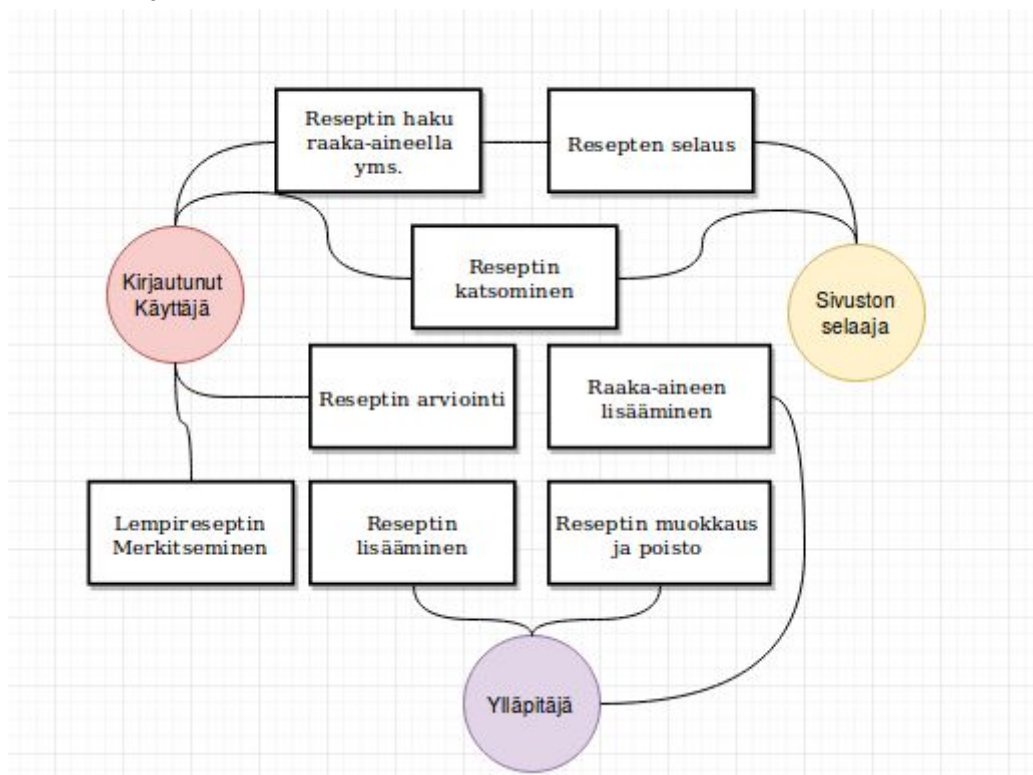 Reseptin haku
raaka-aineella
yms.
Resepten selaus
Reseptin
katsominen
Kirjautunut
Käyttäjä
Sivuston
selaaja
Reseptin arviointi
Raaka-aineen
lisääminen
Lempireseptin
Merkitseminen
Reseptin
lisääminen
Reseptin muokkaus
ja poisto
Ylläpitäjä